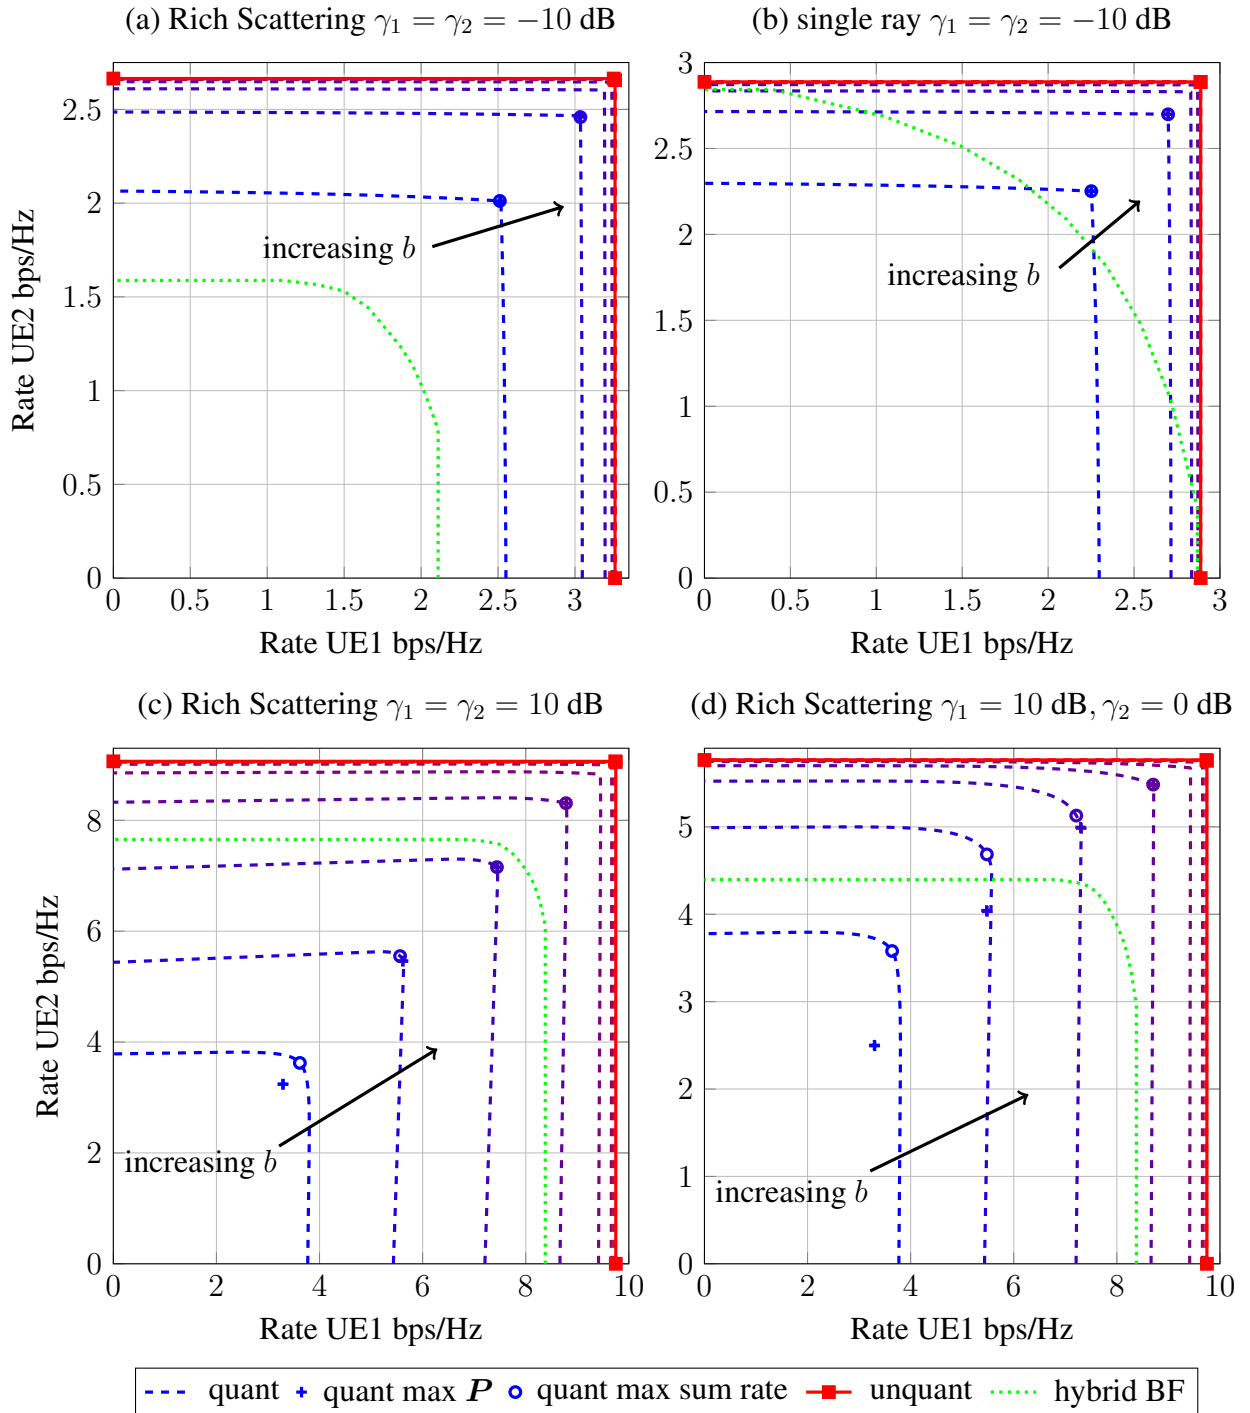 (a) Rich Scattering γ₁ = γ₂ = −10 dB
(b) single ray γ₁ = γ₂ = −10 dB
Rate UE2 bps/Hz
2.5
2
1.5
1
0.5
0
increasing b
0 0.5 1 1.5 2 2.5 3
Rate UE1 bps/Hz
3
2.5
2
1.5
1
0.5
0
increasing b
0 0.5 1 1.5 2 2.5 3
Rate UE1 bps/Hz
(c) Rich Scattering γ₁ = γ₂ = 10 dB
(d) Rich Scattering γ₁ = 10 dB, γ₂ = 0 dB
Rate UE2 bps/Hz
8
6
4
2
0
increasing b
0 2 4 6 8 10
Rate UE1 bps/Hz
5
4
3
2
1
0
increasing b
0 2 4 6 8 10
Rate UE1 bps/Hz
quant quant max P quant max sum rate unquant hybrid BF